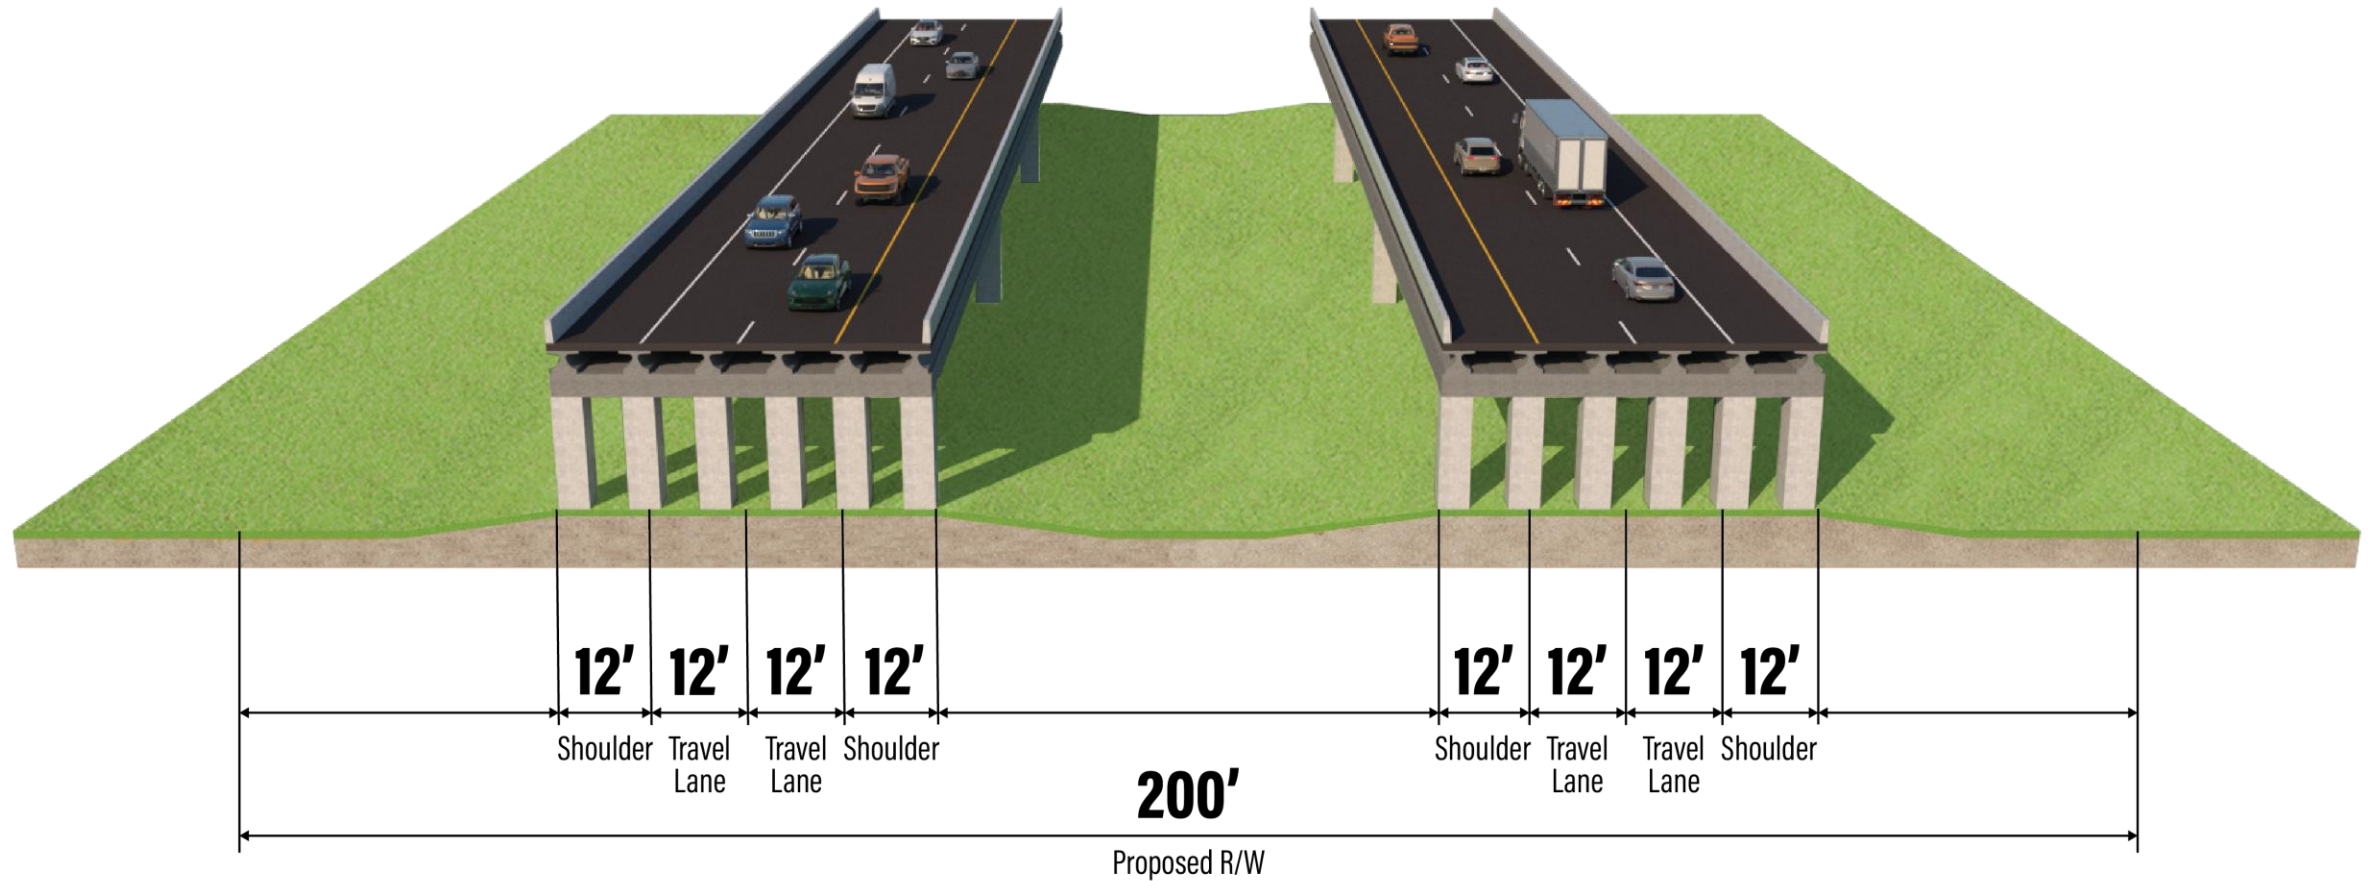 12' 12' 12' 12' 12' 12' 12' 12'
Shoulder Travel Lane Travel Lane Shoulder Shoulder Travel Lane Travel Lane Shoulder
200'
Proposed R/W